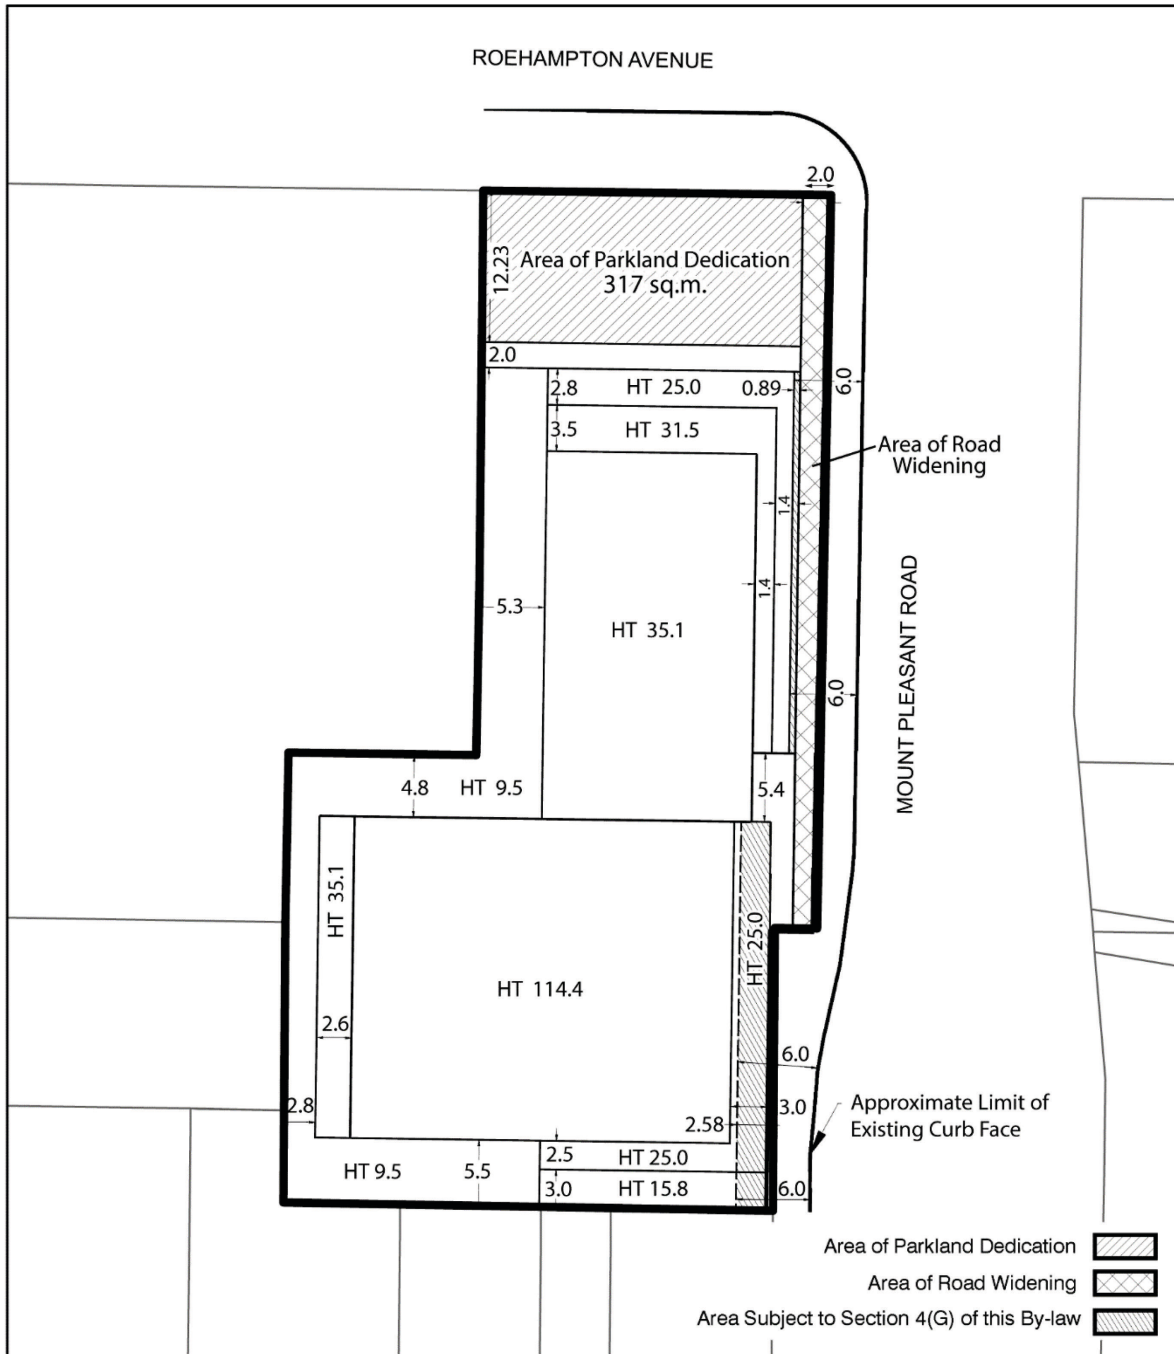 ROEHAMPTON AVENUE
2.0
12.23
Area of Parkland Dedication
317 sq.m.
2.0
2.8
HT 25.0
0.89
6.0
3.5
HT 31.5
Area of Road
Widening
1.4
1.4
5.3
HT 35.1
MOUNT PLEASANT ROAD
6.0
4.8
HT 9.5
5.4
HT 35.1
HT 25.0
HT 114.4
2.6
6.0
2.8
2.58
3.0
Approximate Limit of
Existing Curb Face
HT 9.5
5.5
2.5
HT 25.0
3.0
HT 15.8
6.0
Area of Parkland Dedication
Area of Road Widening
Area Subject to Section 4(G) of this By-law